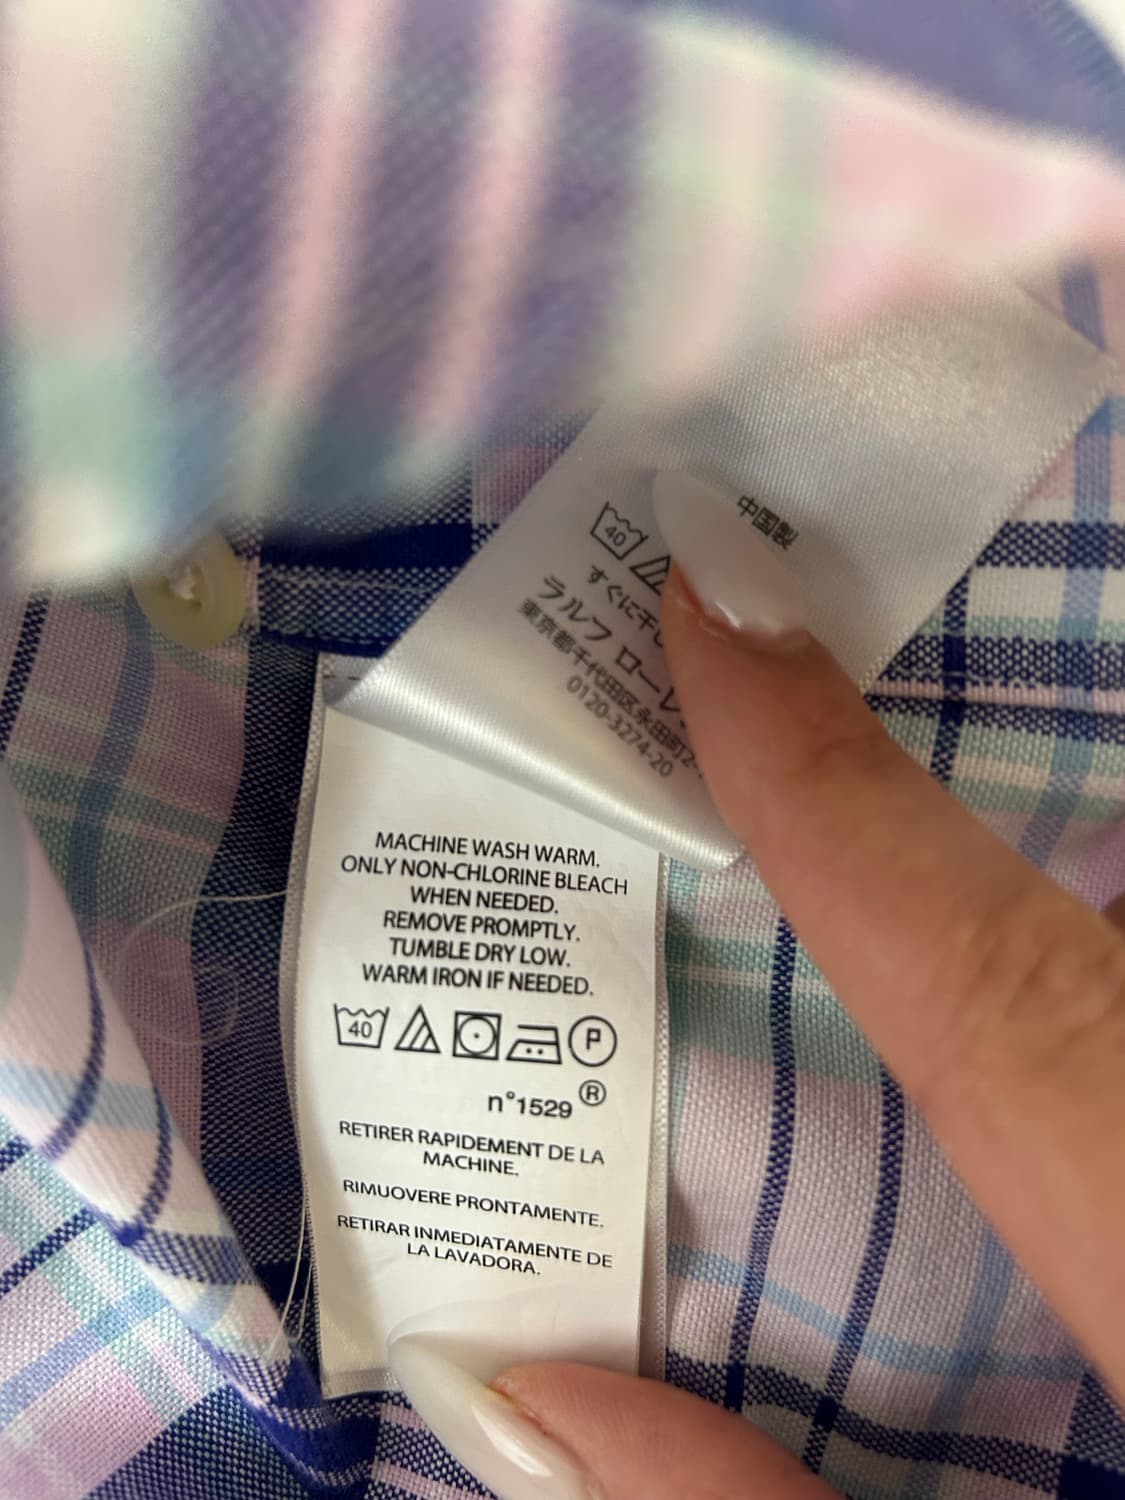 中国製
40
すぐに干し
ラルフ ローレ
東京都千代田区永田町2-
0120-3274-20
MACHINE WASH WARM.
ONLY NON-CHLORINE BLEACH
WHEN NEEDED.
REMOVE PROMPTLY.
TUMBLE DRY LOW.
WARM IRON IF NEEDED.
40 P
n°1529 ®
RETIRER RAPIDEMENT DE LA
MACHINE.
RIMUOVERE PRONTAMENTE.
RETIRAR INMEDIATAMENTE DE
LA LAVADORA.